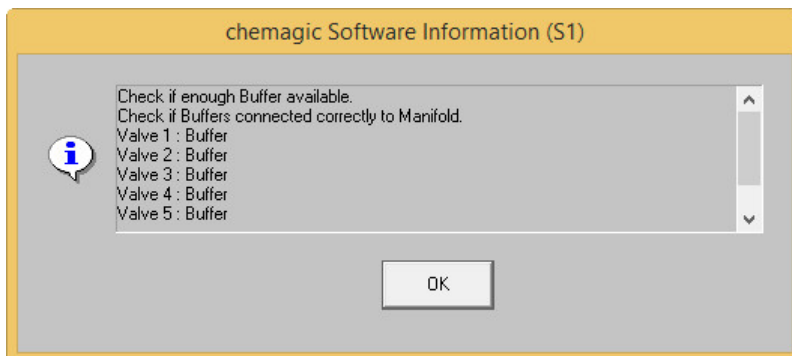 chemagic Software Information (S1)
Check if enough Buffer available.
Check if Buffers connected correctly to Manifold.
Valve 1 : Buffer
Valve 2 : Buffer
Valve 3 : Buffer
Valve 4 : Buffer
Valve 5 : Buffer
OK